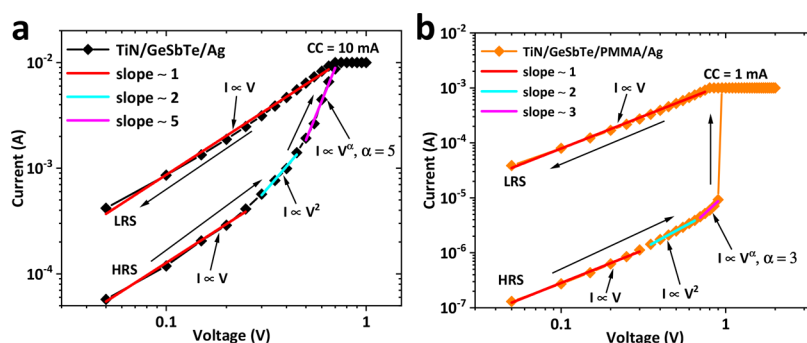 a
TiN/GeSbTe/Ag
CC = 10 mA
slope ~ 1
slope ~ 2
slope ~ 5
I ∝ V
I ∝ V^α, α = 5
LRS
I ∝ V²
HRS
I ∝ V
Current (A)
10⁻²
10⁻³
10⁻⁴
0.1
1
Voltage (V)
b
TiN/GeSbTe/PMMA/Ag
CC = 1 mA
slope ~ 1
slope ~ 2
slope ~ 3
I ∝ V
LRS
I ∝ V^α, α = 3
HRS
I ∝ V
I ∝ V²
Current (A)
10⁻²
10⁻³
10⁻⁴
10⁻⁵
10⁻⁶
10⁻⁷
0.1
1
Voltage (V)